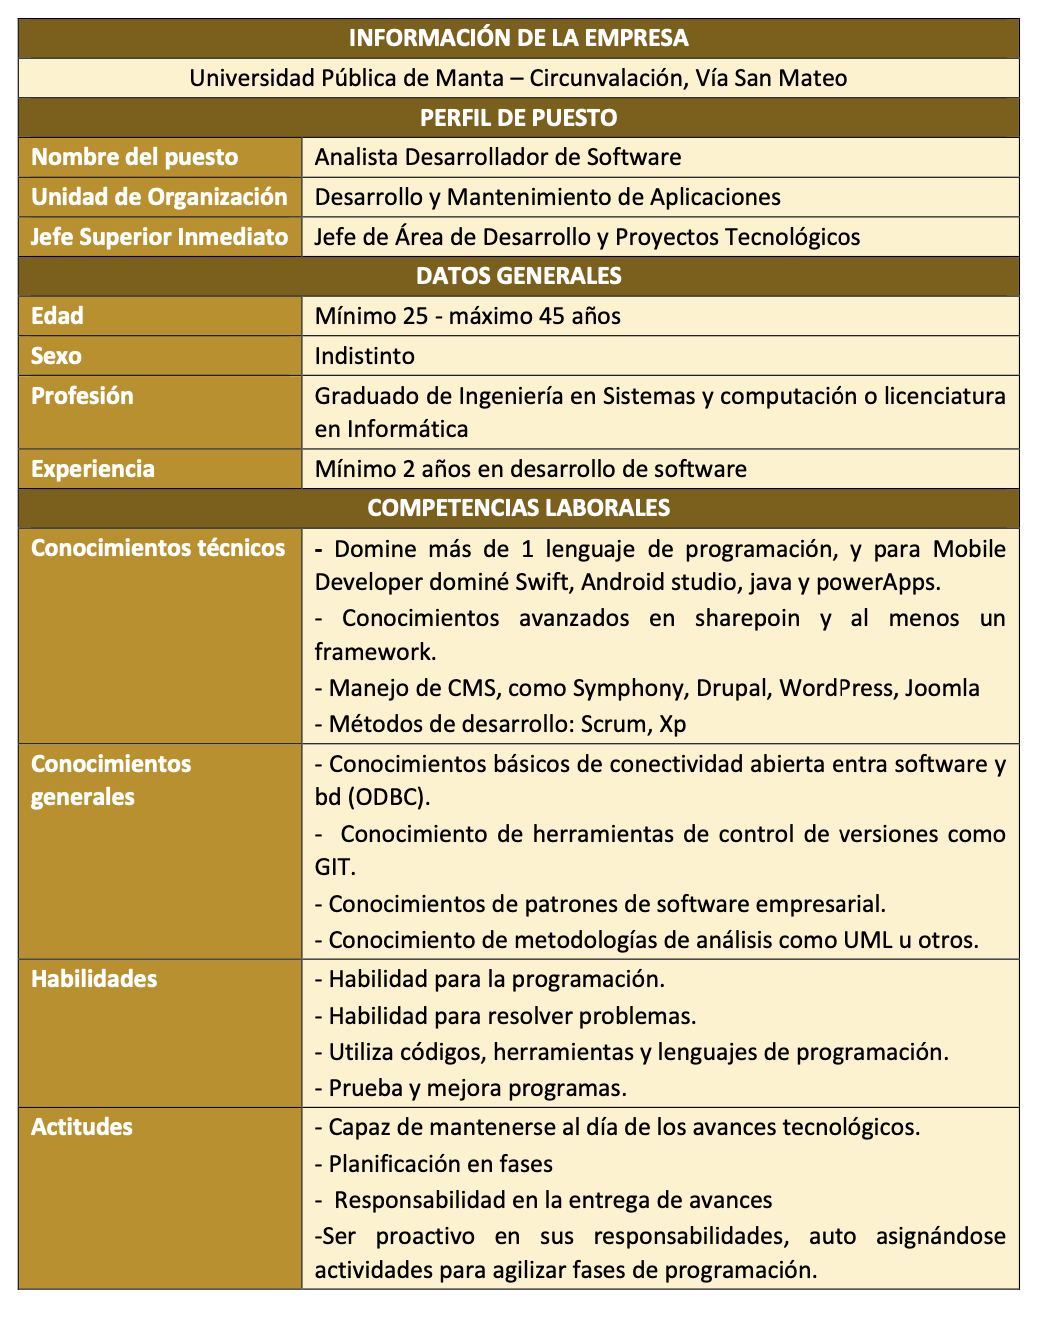 INFORMACIÓN DE LA EMPRESA
Universidad Pública de Manta – Circunvalación, Vía San Mateo
PERFIL DE PUESTO
Nombre del puesto Analista Desarrollador de Software
Unidad de Organización Desarrollo y Mantenimiento de Aplicaciones
Jefe Superior Inmediato Jefe de Área de Desarrollo y Proyectos Tecnológicos
DATOS GENERALES
Edad Mínimo 25 - máximo 45 años
Sexo Indistinto
Profesión Graduado de Ingeniería en Sistemas y computación o licenciatura
en Informática
Experiencia Mínimo 2 años en desarrollo de software
COMPETENCIAS LABORALES
Conocimientos técnicos - Domine más de 1 lenguaje de programación, y para Mobile
Developer dominé Swift, Android studio, java y powerApps.
- Conocimientos avanzados en sharepoin y al menos un
framework.
- Manejo de CMS, como Symphony, Drupal, WordPress, Joomla
- Métodos de desarrollo: Scrum, Xp
Conocimientos
generales
- Conocimientos básicos de conectividad abierta entra software y
bd (ODBC).
- Conocimiento de herramientas de control de versiones como
GIT.
- Conocimientos de patrones de software empresarial.
- Conocimiento de metodologías de análisis como UML u otros.
Habilidades - Habilidad para la programación.
- Habilidad para resolver problemas.
- Utiliza códigos, herramientas y lenguajes de programación.
- Prueba y mejora programas.
Actitudes - Capaz de mantenerse al día de los avances tecnológicos.
- Planificación en fases
- Responsabilidad en la entrega de avances
-Ser proactivo en sus responsabilidades, auto asignándose
actividades para agilizar fases de programación.